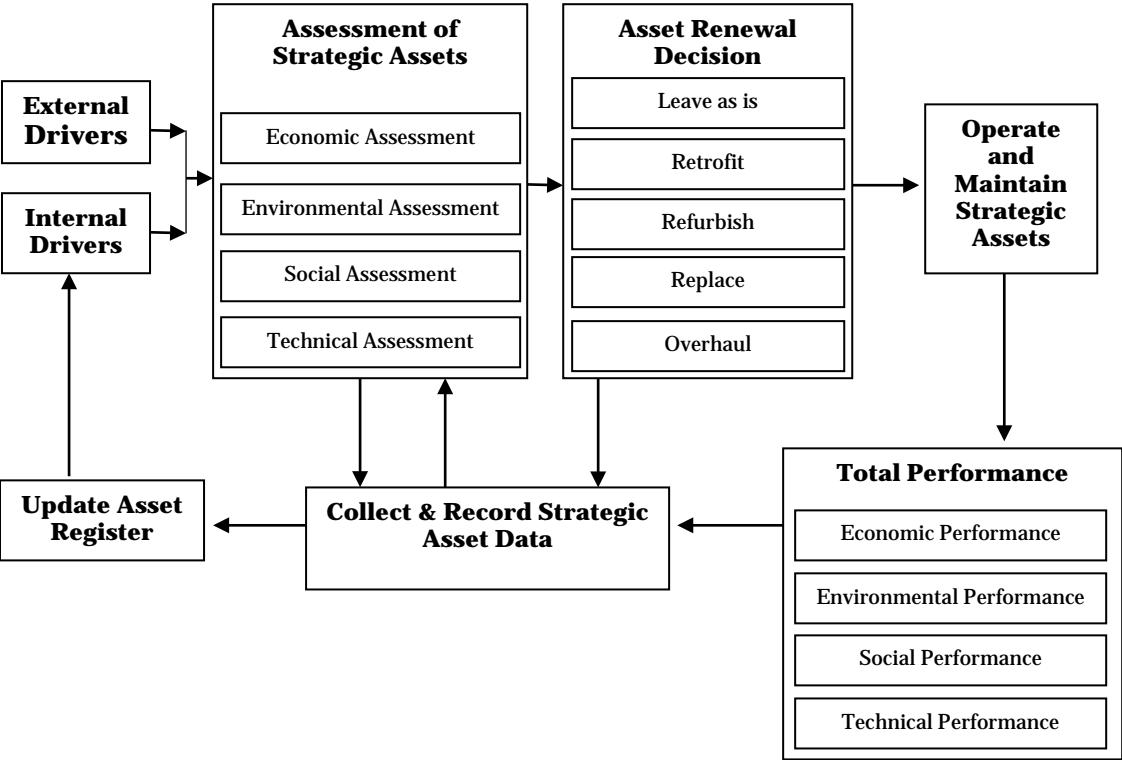 External
Drivers
Internal
Drivers
Assessment of
Strategic Assets
Economic Assessment
Environmental Assessment
Social Assessment
Technical Assessment
Asset Renewal
Decision
Leave as is
Retrofit
Refurbish
Replace
Overhaul
Operate
and
Maintain
Strategic
Assets
Total Performance
Economic Performance
Environmental Performance
Social Performance
Technical Performance
Collect & Record Strategic
Asset Data
Update Asset
Register